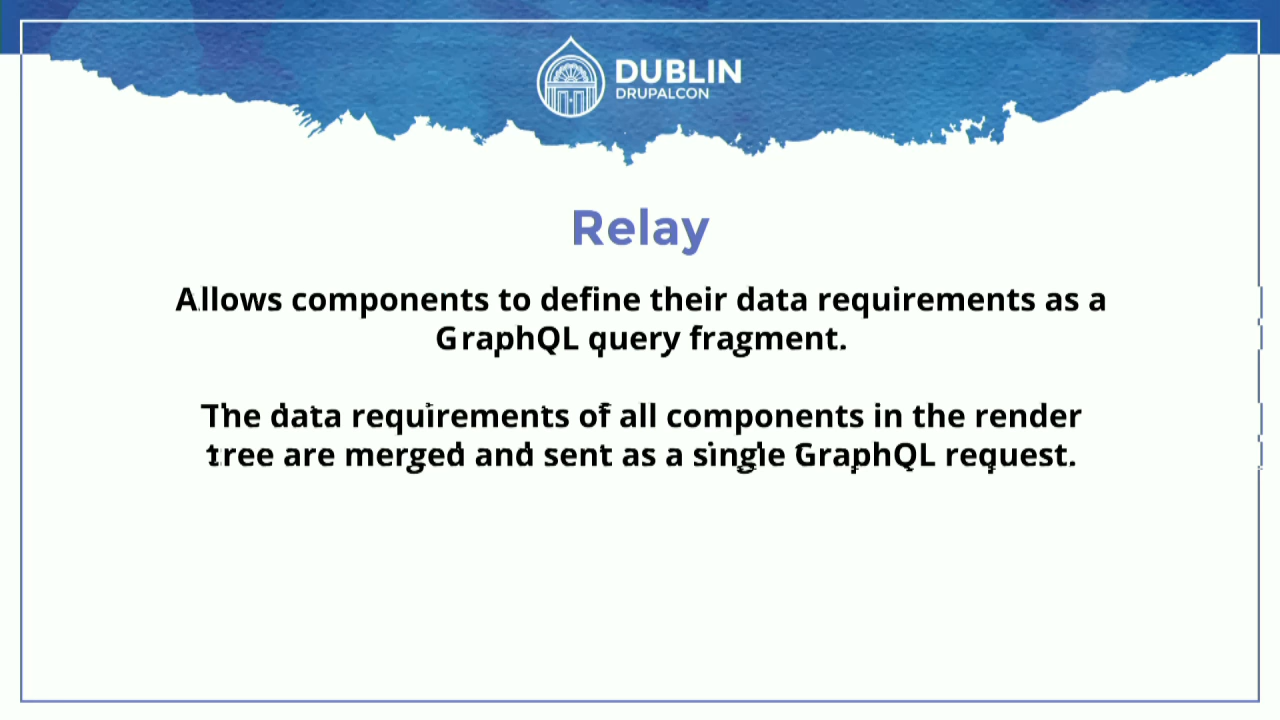 DUBLIN
DRUPALCON
Relay
Allows components to define their data requirements as a
GraphQL query fragment.
The data requirements of all components in the render
tree are merged and sent as a single GraphQL request.